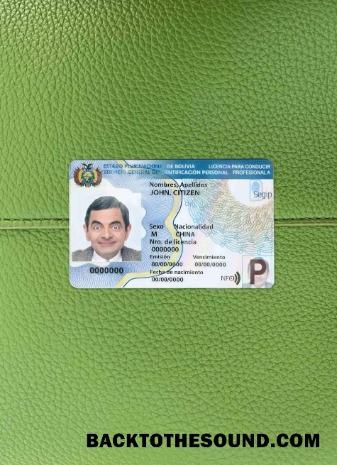 ESTADO PLURINACIONAL DE BOLIVIA LICENCIA PARA CONDUCIR
SERVICIO GENERAL DE IDENTIFICACIÓN PERSONAL PROFESIONAL A
Nombres, Apellidos
JOHN, CITIZEN
Segip
Sexo Nacionalidad
M CHINA
Nro. de licencia
0000000
Emisión Vencimiento
00/00/0000 00/00/0000
Fecha de nacimiento
00/00/0000
0000000
NFC
P
BACKTOTHESOUND.COM